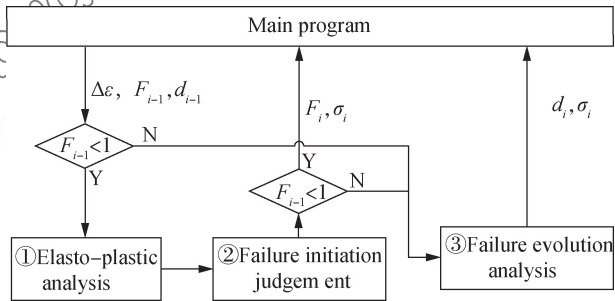 Main program
Δε, F_{i-1}, d_{i-1}
F_i, σ_i
d_i, σ_i
F_{i-1}<1
N
Y
F_{i-1}<1
Y
N
①Elasto-plastic
analysis
②Failure initiation
judgem ent
③Failure evolution
analysis